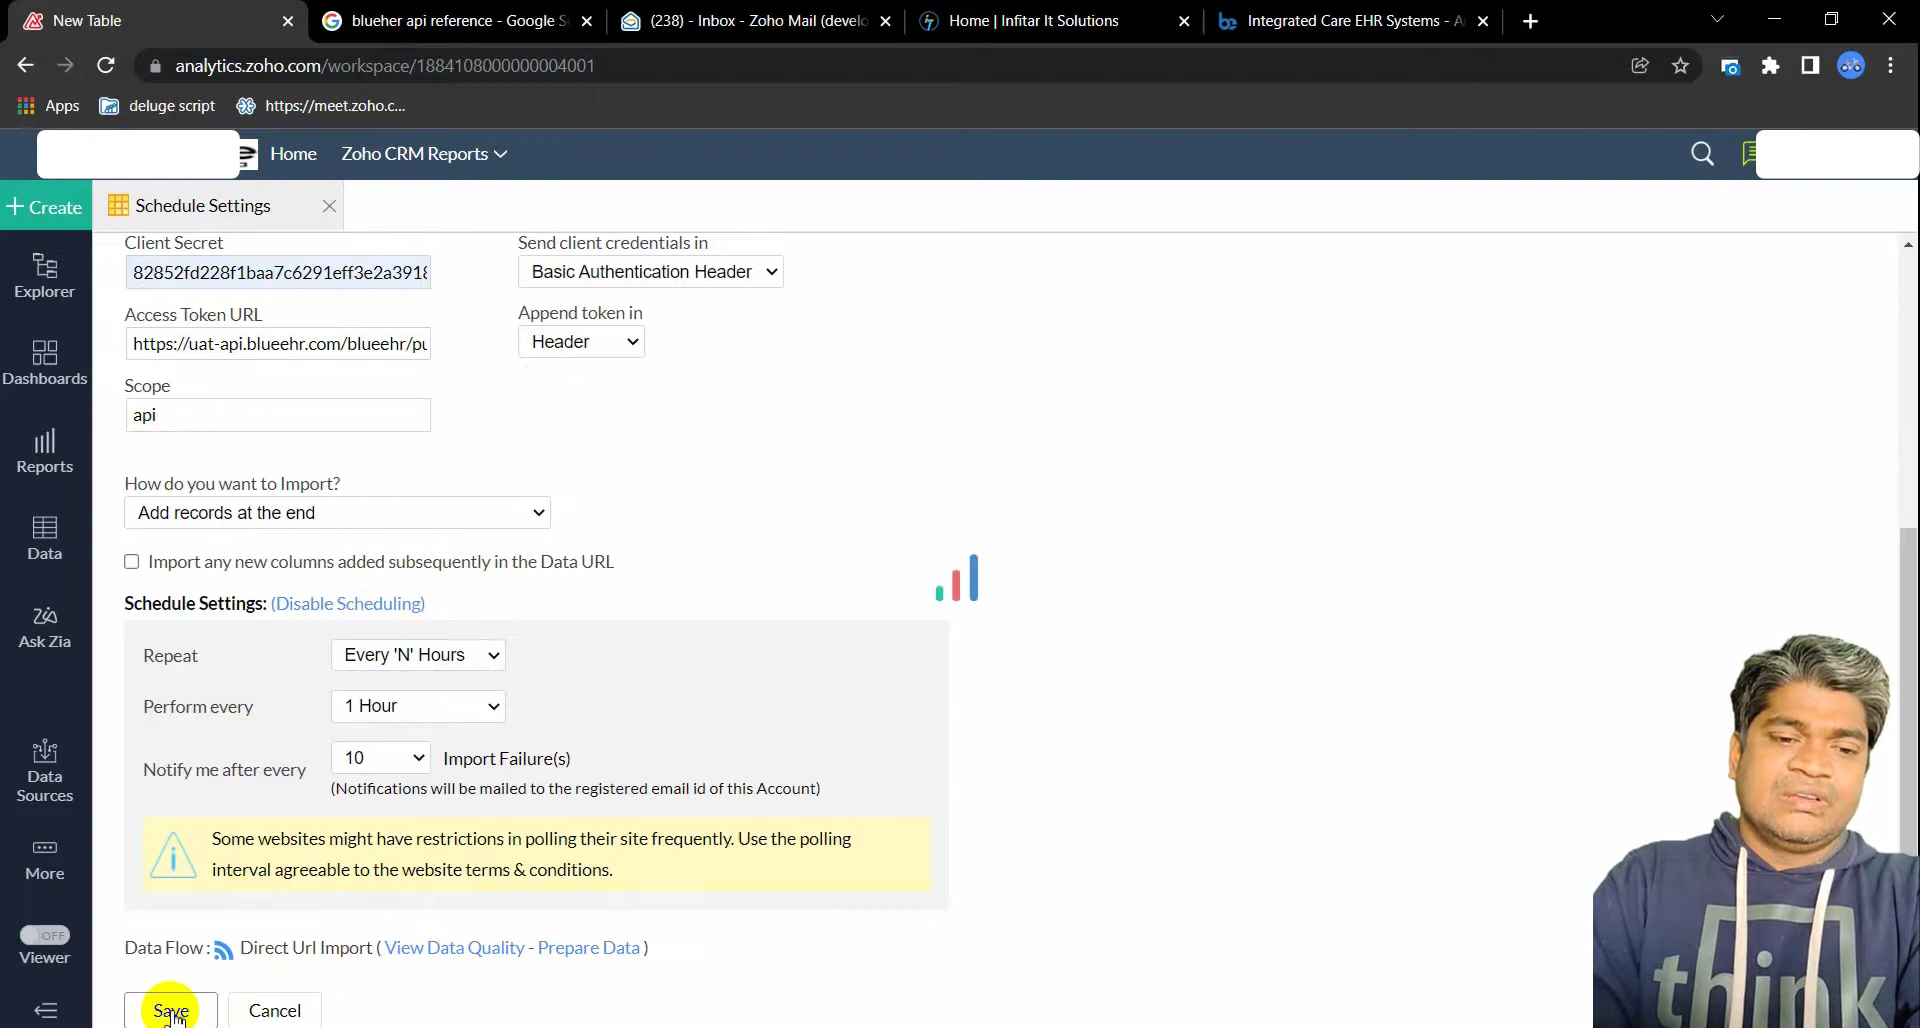 New Table
blueher api reference - Google S
(238) - Inbox - Zoho Mail (develo
Home | Infitar It Solutions
Integrated Care EHR Systems - A
analytics.zoho.com/workspace/1884108000000004001
Apps
deluge script
https://meet.zoho.c...
Home
Zoho CRM Reports
+ Create
Schedule Settings
Explorer
Dashboards
Reports
Data
Ask Zia
Data
Sources
More
OFF
Viewer
Client Secret
82852fd228f1baa7c6291eff3e2a3918
Send client credentials in
Basic Authentication Header
Access Token URL
https://uat-api.blueehr.com/blueehr/pu
Append token in
Header
Scope
api
How do you want to Import?
Add records at the end
Import any new columns added subsequently in the Data URL
Schedule Settings: (Disable Scheduling)
Repeat
Every 'N' Hours
Perform every
1 Hour
Notify me after every
10
Import Failure(s)
(Notifications will be mailed to the registered email id of this Account)
Some websites might have restrictions in polling their site frequently. Use the polling
interval agreeable to the website terms & conditions.
Data Flow : Direct Url Import ( View Data Quality - Prepare Data )
Save
Cancel
think